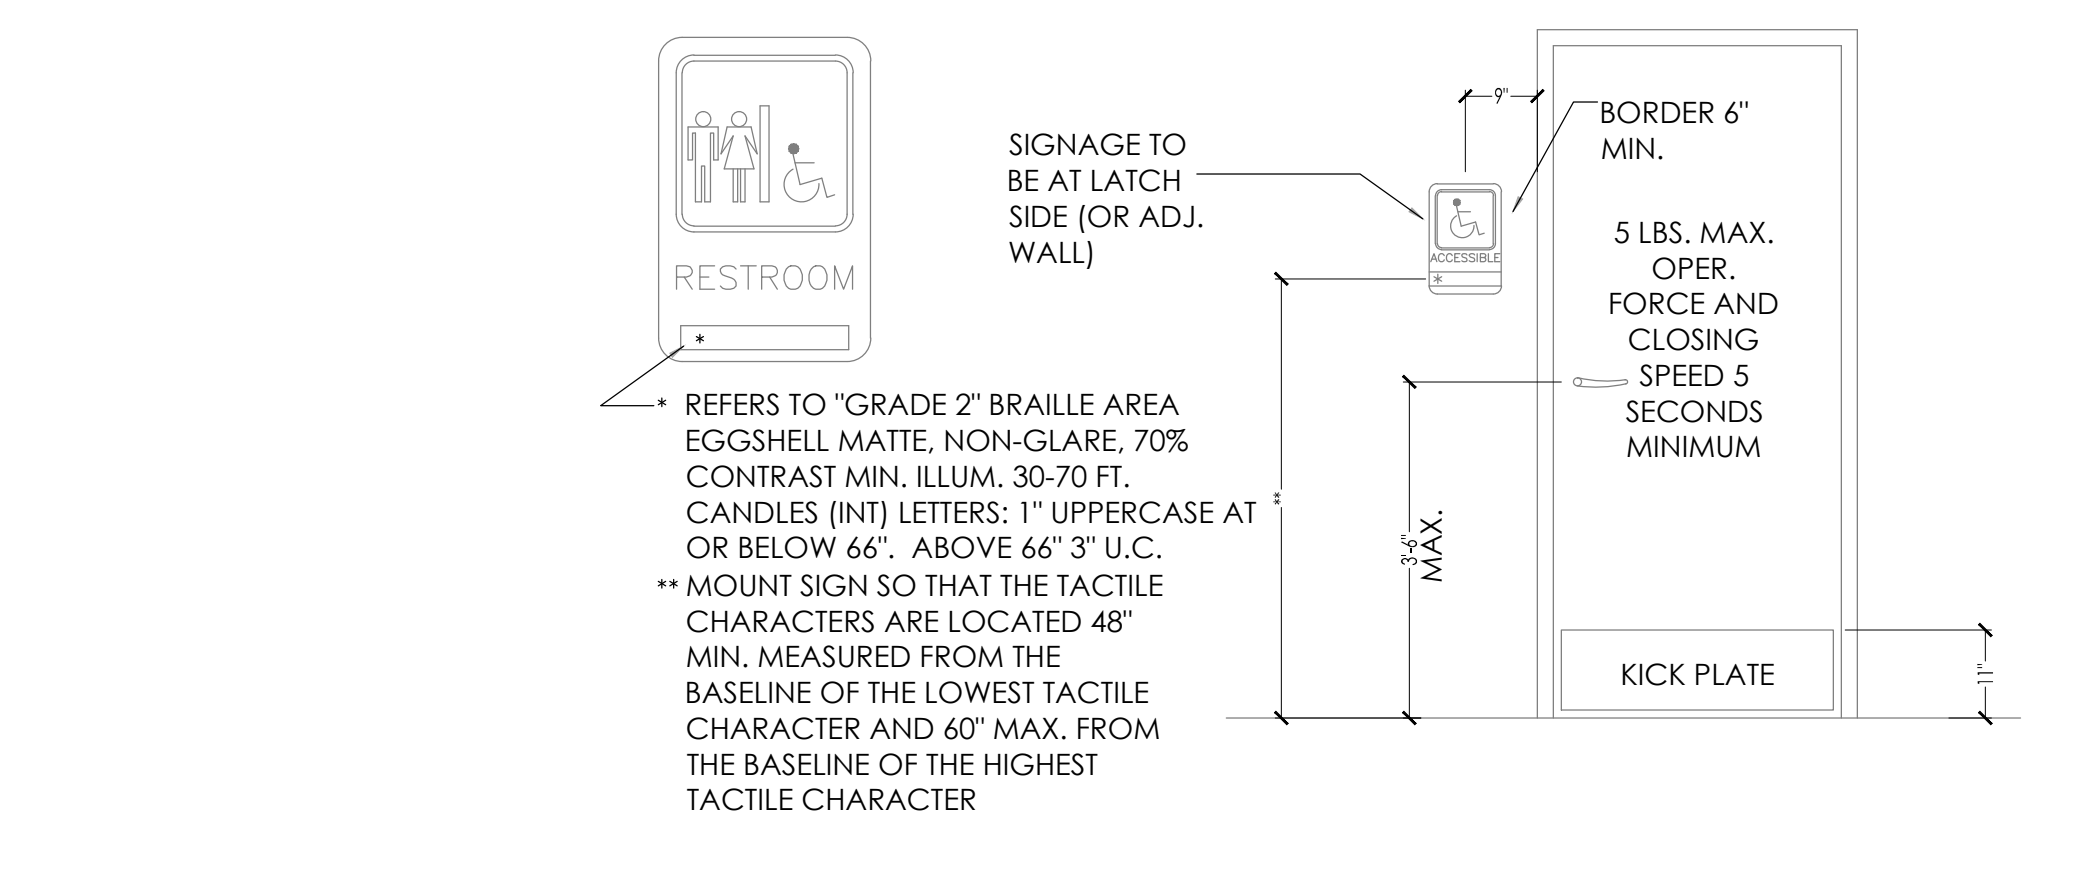 RESTROOM
*
* REFERS TO "GRADE 2" BRAILLE AREA
EGGSHELL MATTE, NON-GLARE, 70%
CONTRAST MIN. ILLUM. 30-70 FT.
CANDLES (INT) LETTERS: 1" UPPERCASE AT
OR BELOW 66".  ABOVE 66" 3" U.C.
** MOUNT SIGN SO THAT THE TACTILE
CHARACTERS ARE LOCATED 48"
MIN. MEASURED FROM THE
BASELINE OF THE LOWEST TACTILE
CHARACTER AND 60" MAX. FROM
THE BASELINE OF THE HIGHEST
TACTILE CHARACTER
SIGNAGE TO
BE AT LATCH
SIDE (OR ADJ.
WALL)
9"
ACCESSIBLE
*
**
3'-6"
MAX.
BORDER 6"
MIN.
5 LBS. MAX.
OPER.
FORCE AND
CLOSING
SPEED 5
SECONDS
MINIMUM
KICK PLATE
11"